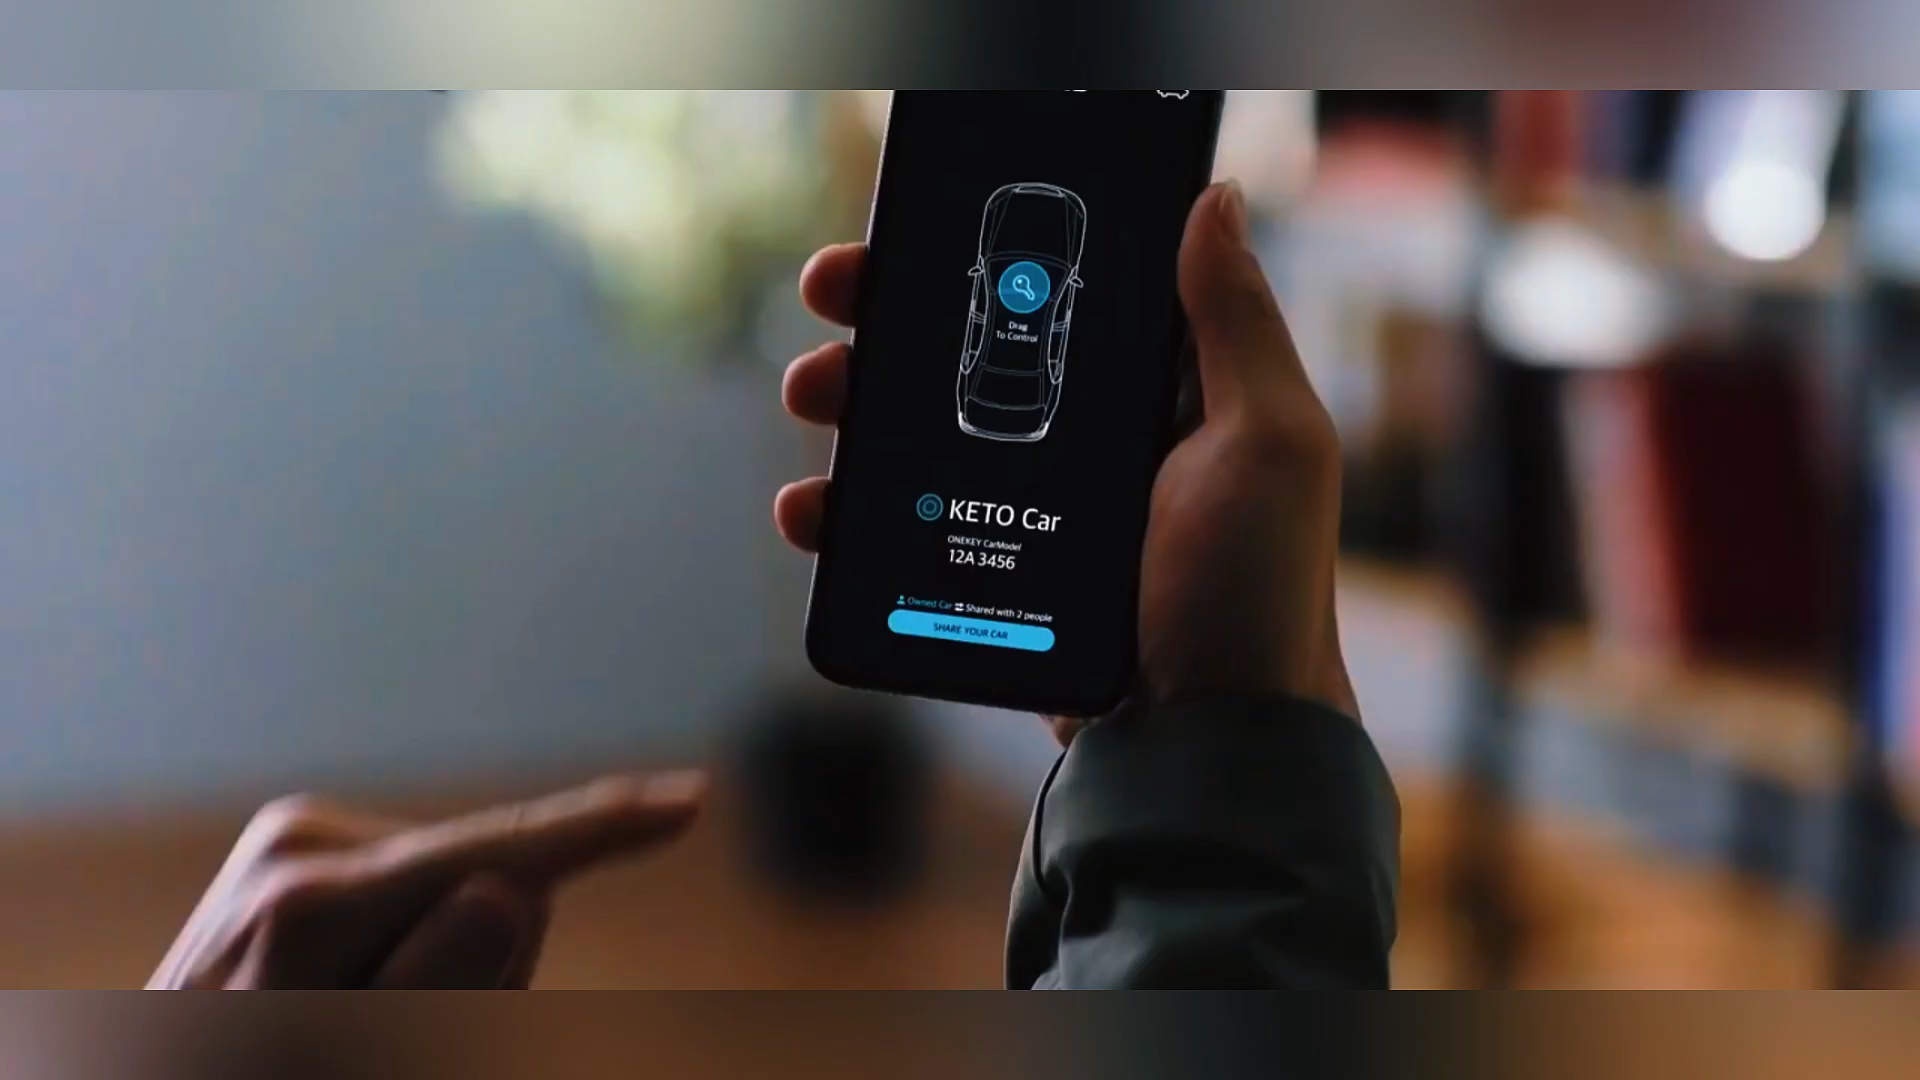 Drag
To Control
KETO Car
ONEKEY CarModel
12A 3456
Owned Car Shared with 2 people
SHARE YOUR CAR